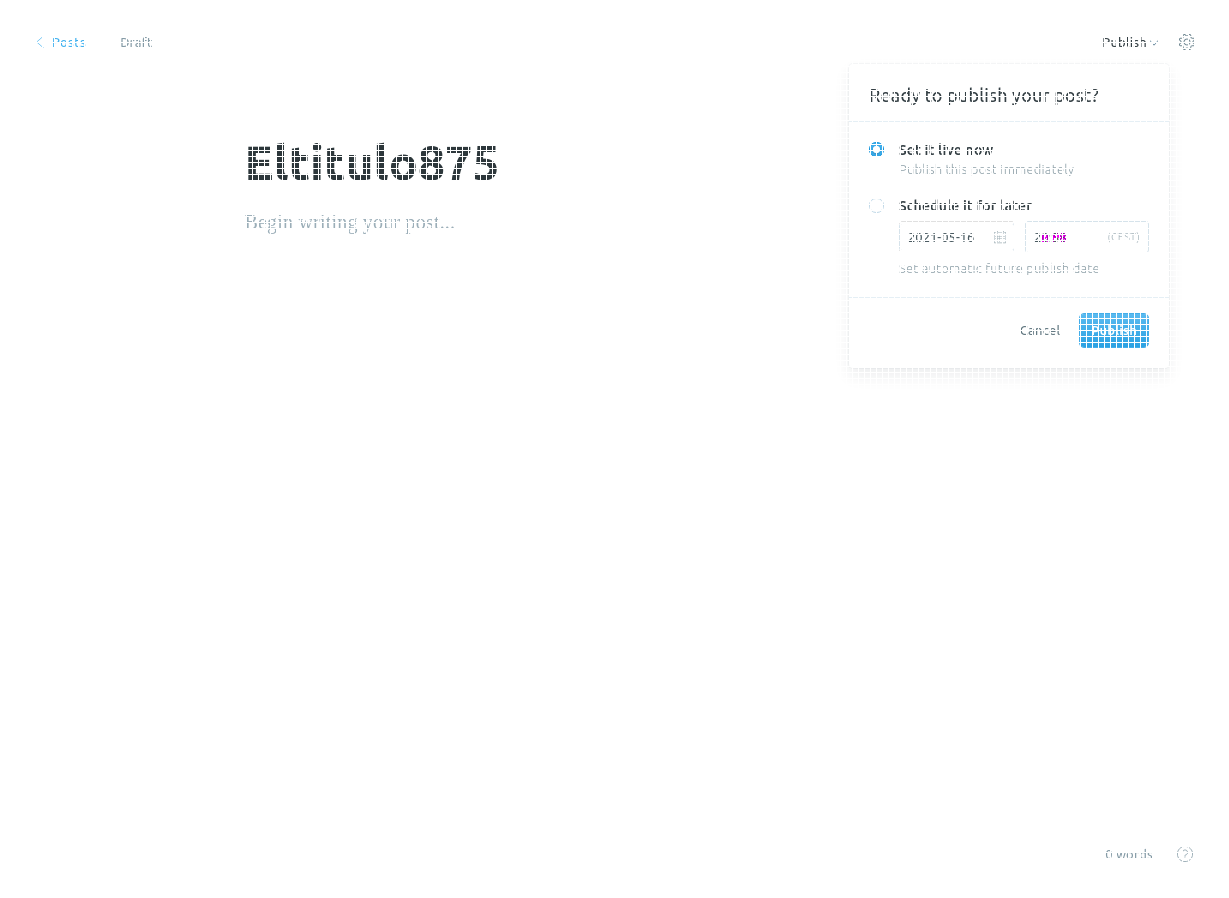 Posts Draft Publish
Ready to publish your post?
Eltitulo875
Set it live now
Publish this post immediately
Begin writing your post...
Schedule it for later
2021-05-16 (CEST)
Set automatic future publish date
Cancel Publish
0 words